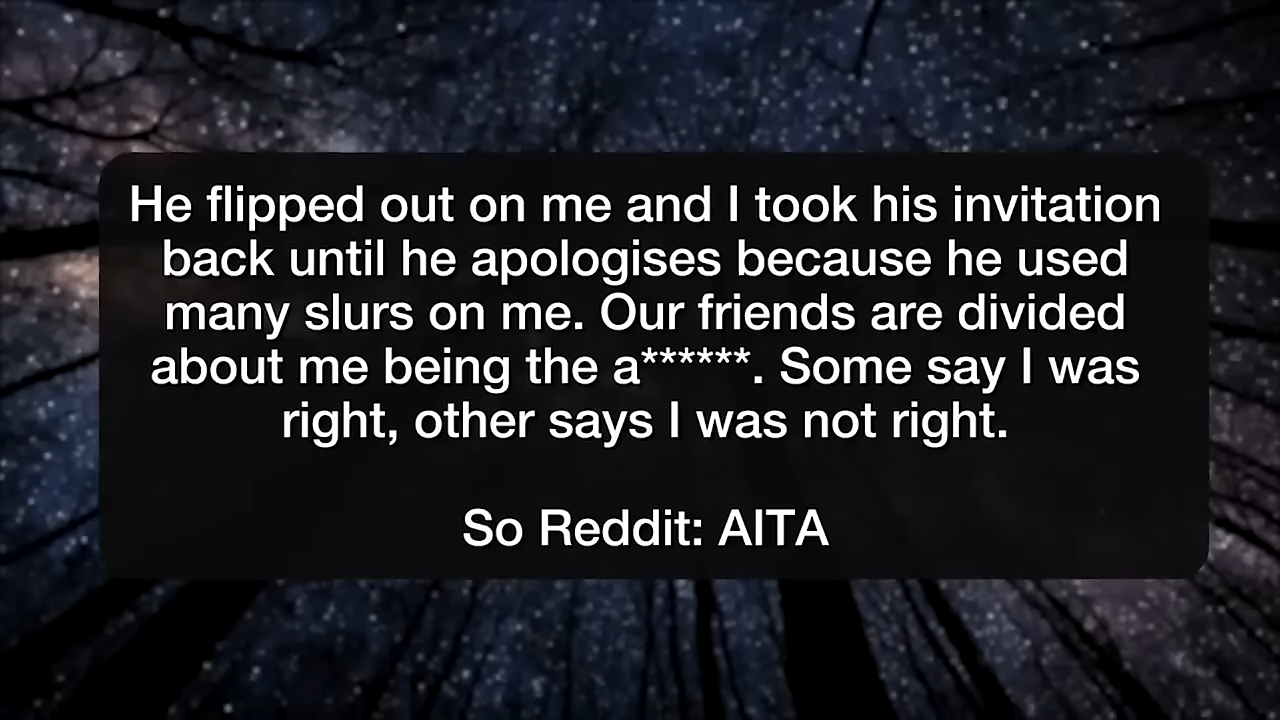 He flipped out on me and I took his invitation
back until he apologises because he used
many slurs on me. Our friends are divided
about me being the a******. Some say I was
right, other says I was not right.
So Reddit: AITA